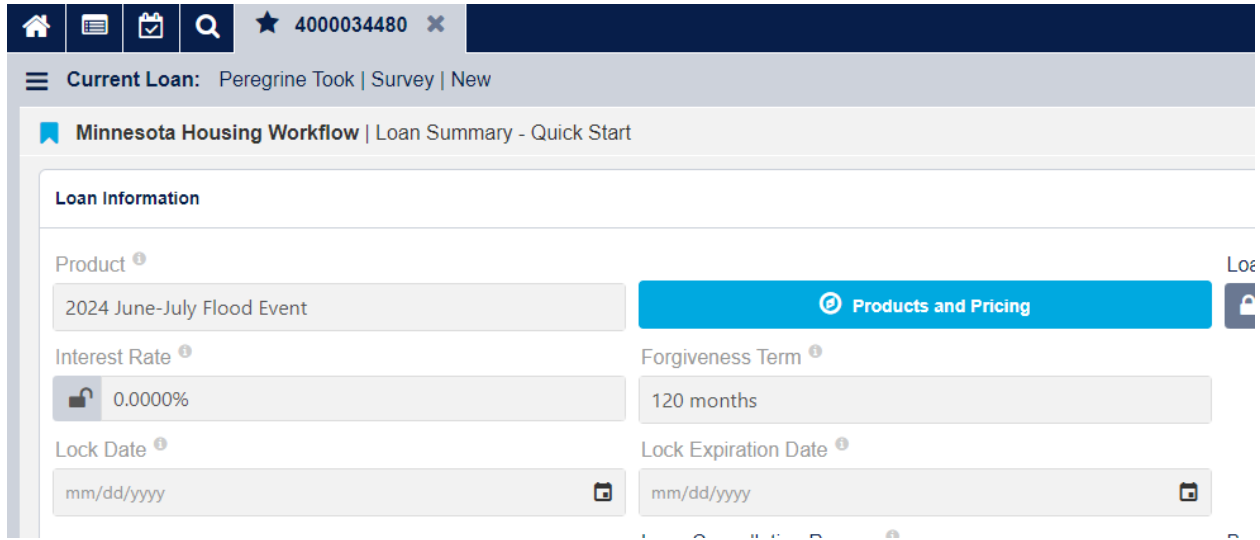 4000034480
Current Loan: Peregrine Took | Survey | New
Minnesota Housing Workflow | Loan Summary - Quick Start
Loan Information
Product
2024 June-July Flood Event
Products and Pricing
Interest Rate
Forgiveness Term
0.0000%
120 months
Lock Date
Lock Expiration Date
mm/dd/yyyy
mm/dd/yyyy